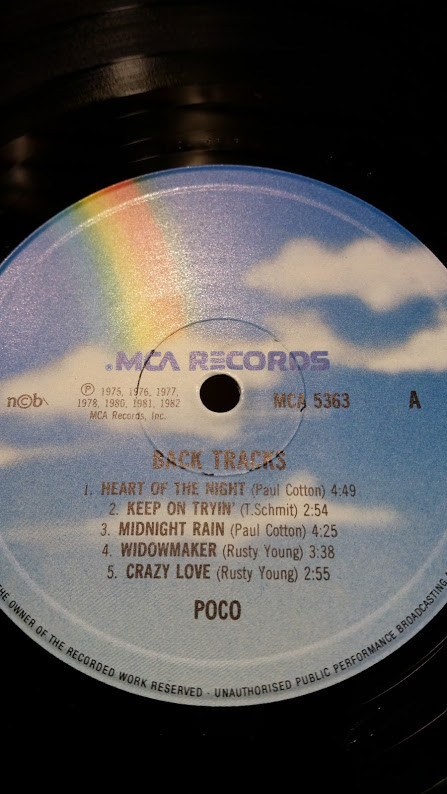 MCA RECORDS
n©b
Ⓟ 1975, 1976, 1977,
1978, 1980, 1981, 1982
MCA Records, Inc.
MCA 5363
A
BACK TRACKS
1. HEART OF THE NIGHT (Paul Cotton) 4:49
2. KEEP ON TRYIN' (T.Schmit) 2:54
3. MIDNIGHT RAIN (Paul Cotton) 4:25
4. WIDOWMAKER (Rusty Young) 3:38
5. CRAZY LOVE (Rusty Young) 2:55
POCO
THE OWNER OF THE RECORDED WORK RESERVED · UNAUTHORISED PUBLIC PERFORMANCE BROADCASTING